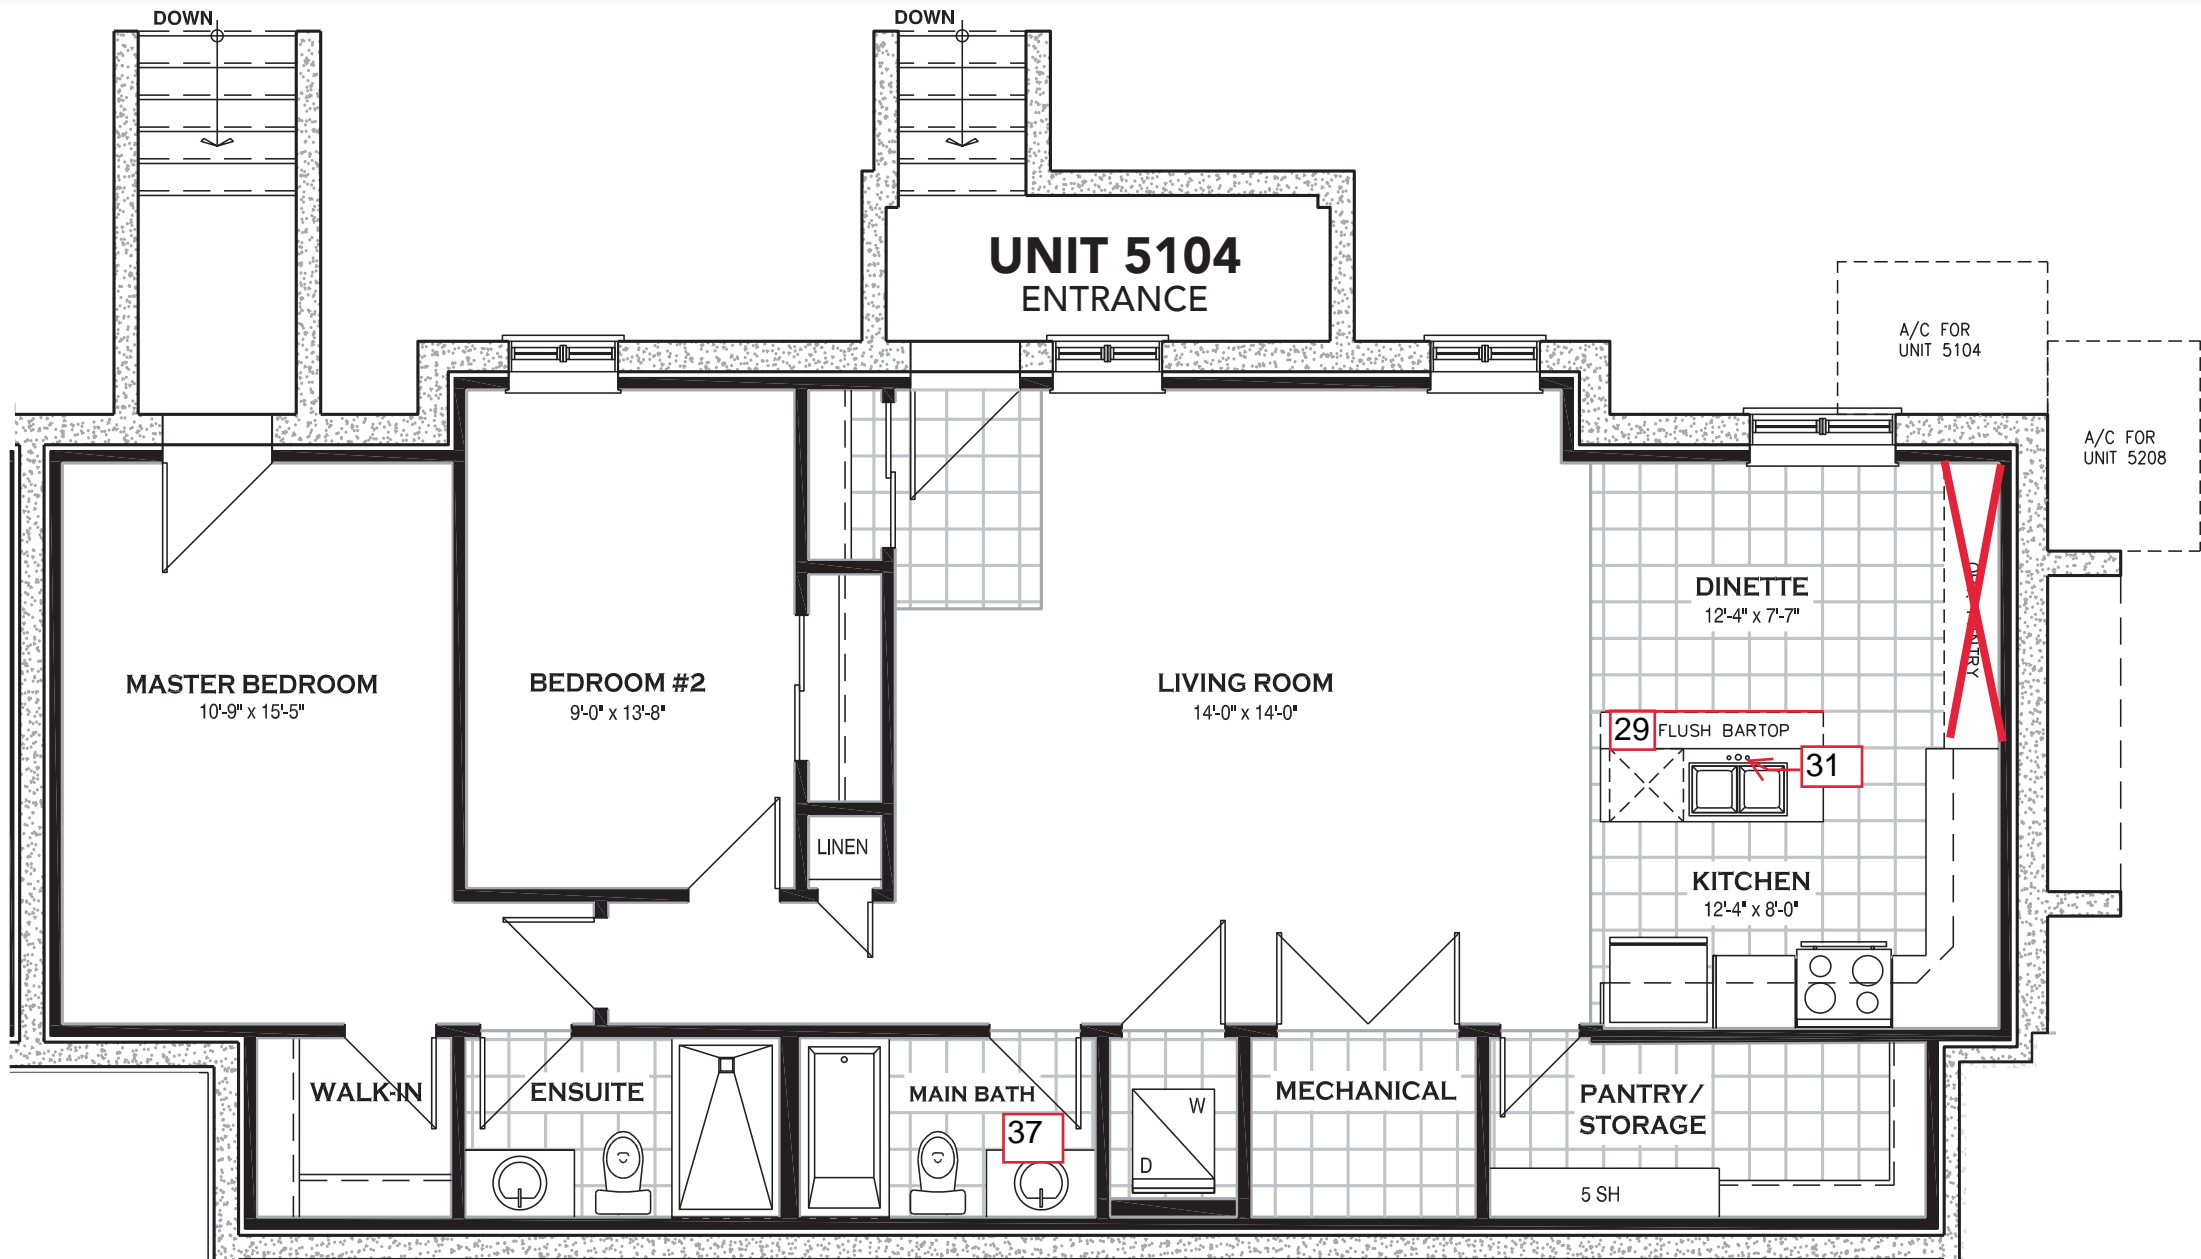 DOWN
DOWN
UNIT 5104
ENTRANCE
A/C FOR
UNIT 5104
A/C FOR
UNIT 5208
DINETTE
12'-4" x 7'-7"
MASTER BEDROOM
10'-9" x 15'-5"
BEDROOM #2
9'-0" x 13'-8"
LIVING ROOM
14'-0" x 14'-0"
29
FLUSH BARTOP
31
LINEN
KITCHEN
12'-4" x 8'-0"
WALK-IN
ENSUITE
MAIN BATH
37
W
D
MECHANICAL
PANTRY/
STORAGE
5 SH